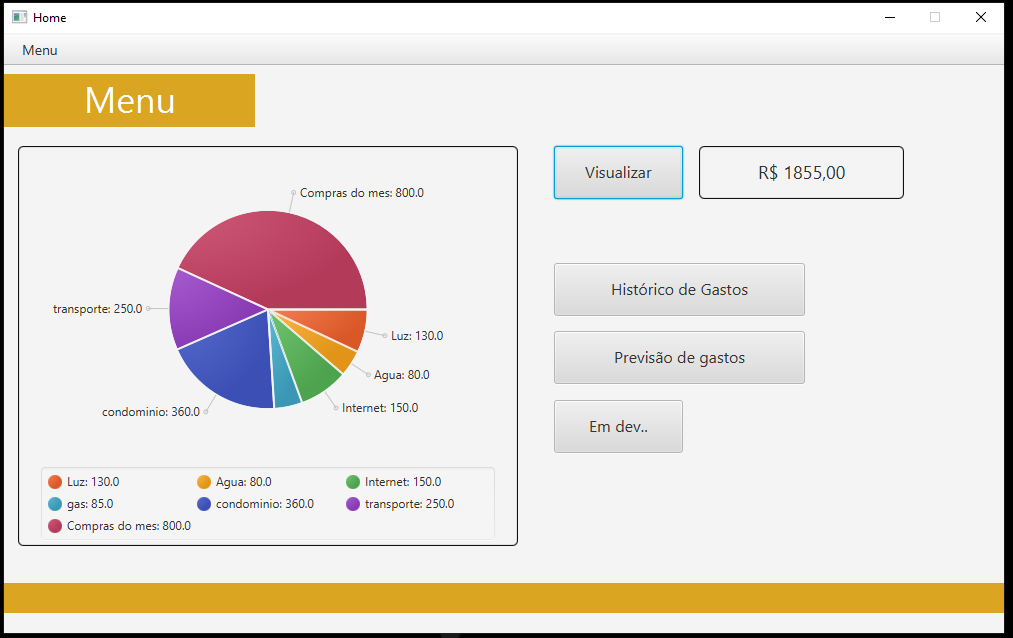 Home
Menu
Menu
Compras do mes: 800.0
transporte: 250.0
Luz: 130.0
Agua: 80.0
Internet: 150.0
condominio: 360.0
Luz: 130.0 Agua: 80.0 Internet: 150.0
gas: 85.0 condominio: 360.0 transporte: 250.0
Compras do mes: 800.0
Visualizar R$ 1855,00
Histórico de Gastos
Previsão de gastos
Em dev..